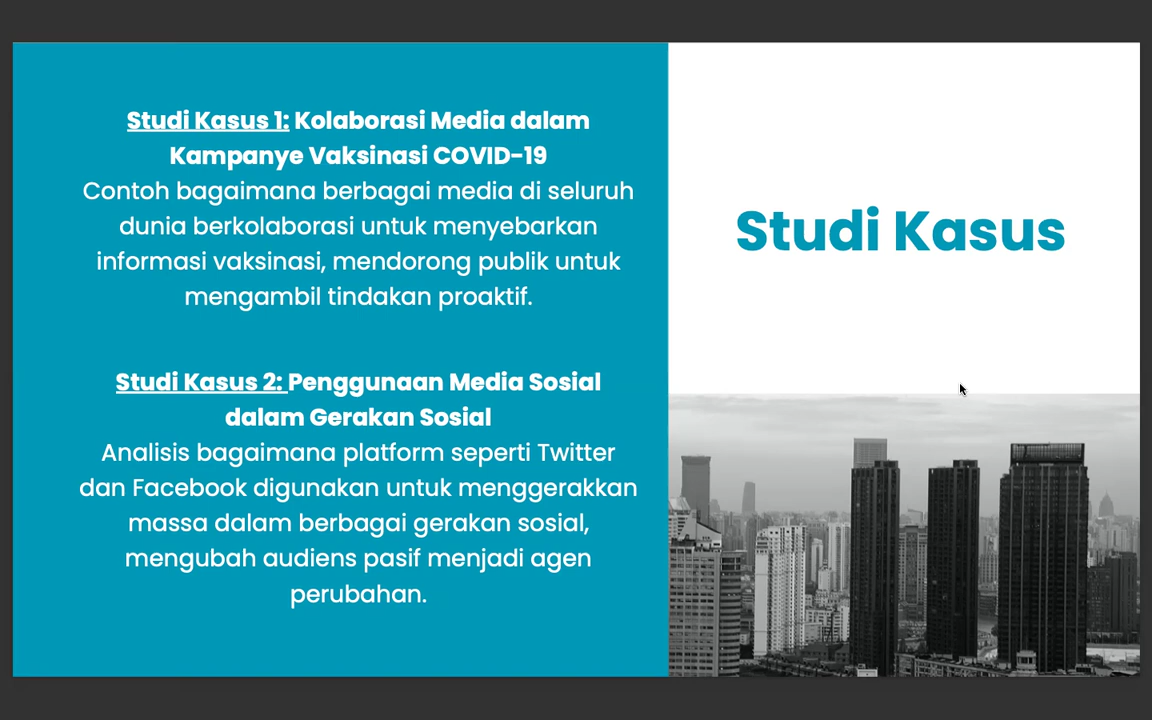 Studi Kasus 1: Kolaborasi Media dalam
Kampanye Vaksinasi COVID-19
Contoh bagaimana berbagai media di seluruh
dunia berkolaborasi untuk menyebarkan
informasi vaksinasi, mendorong publik untuk
mengambil tindakan proaktif.
Studi Kasus 2: Penggunaan Media Sosial
dalam Gerakan Sosial
Analisis bagaimana platform seperti Twitter
dan Facebook digunakan untuk menggerakkan
massa dalam berbagai gerakan sosial,
mengubah audiens pasif menjadi agen
perubahan.
Studi Kasus